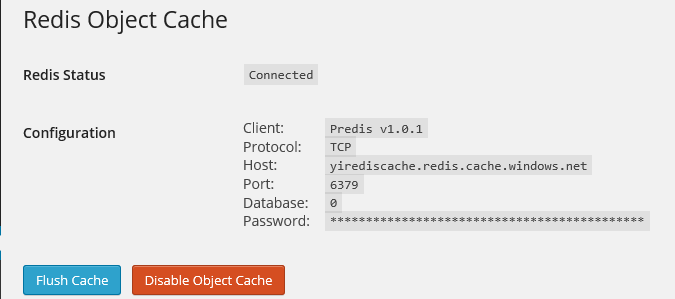 Redis Object Cache
Redis Status Connected
Configuration Client: Predis v1.0.1
Protocol: TCP
Host: yirediscache.redis.cache.windows.net
Port: 6379
Database: 0
Password: ********************************************
Flush Cache Disable Object Cache